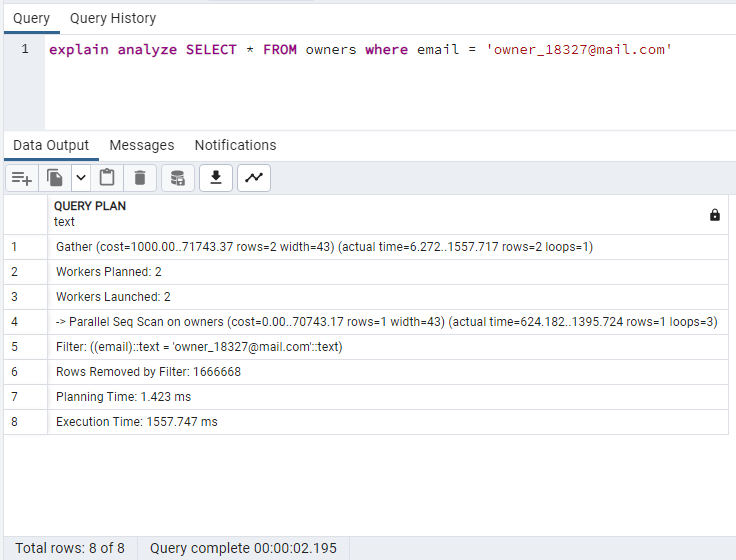 Query Query History
1 explain analyze SELECT * FROM owners where email = 'owner_18327@mail.com'
Data Output Messages Notifications
QUERY PLAN
text
1 Gather (cost=1000.00..71743.37 rows=2 width=43) (actual time=6.272..1557.717 rows=2 loops=1)
2 Workers Planned: 2
3 Workers Launched: 2
4 -> Parallel Seq Scan on owners (cost=0.00..70743.17 rows=1 width=43) (actual time=624.182..1395.724 rows=1 loops=3)
5 Filter: ((email)::text = 'owner_18327@mail.com'::text)
6 Rows Removed by Filter: 1666668
7 Planning Time: 1.423 ms
8 Execution Time: 1557.747 ms
Total rows: 8 of 8 Query complete 00:00:02.195